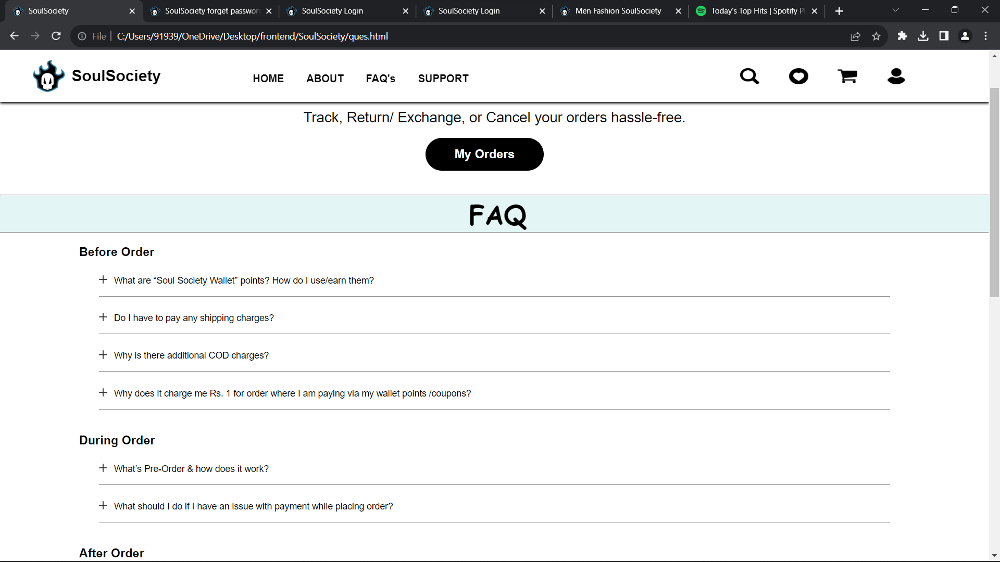 SoulSociety
SoulSociety forget passwor
SoulSociety Login
SoulSociety Login
Men Fashion SoulSociety
Today's Top Hits | Spotify Pl
File
C:/Users/91939/OneDrive/Desktop/frontend/SoulSociety/ques.html
SoulSociety
HOME
ABOUT
FAQ's
SUPPORT
Track, Return/ Exchange, or Cancel your orders hassle-free.
My Orders
FAQ
Before Order
What are “Soul Society Wallet” points? How do I use/earn them?
Do I have to pay any shipping charges?
Why is there additional COD charges?
Why does it charge me Rs. 1 for order where I am paying via my wallet points /coupons?
During Order
What’s Pre-Order & how does it work?
What should I do if I have an issue with payment while placing order?
After Order